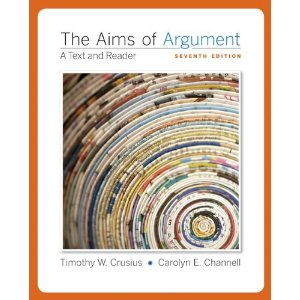 The Aims of Argument
A Text and Reader SEVENTH EDITION
Timothy W. Crusius • Carolyn E. Channell